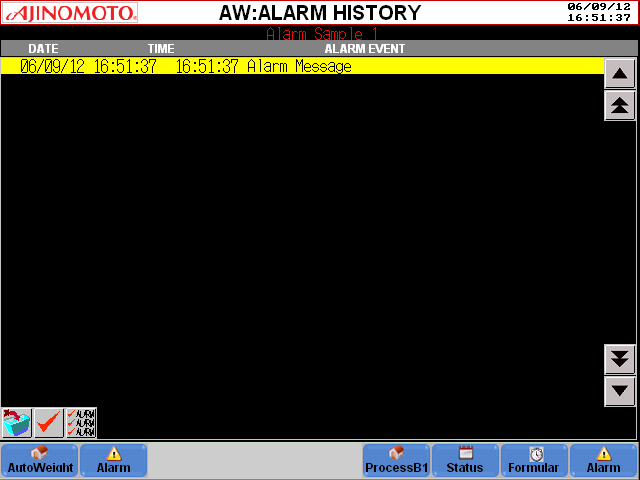 AJINOMOTO.
AW:ALARM HISTORY
06/09/12
16:51:37
Alarm Sample 1
DATE TIME ALARM EVENT
06/09/12 16:51:37 16:51:37 Alarm Message
ALARM
ALARM
ALARM
AutoWeight Alarm ProcessB1 Status Formular Alarm